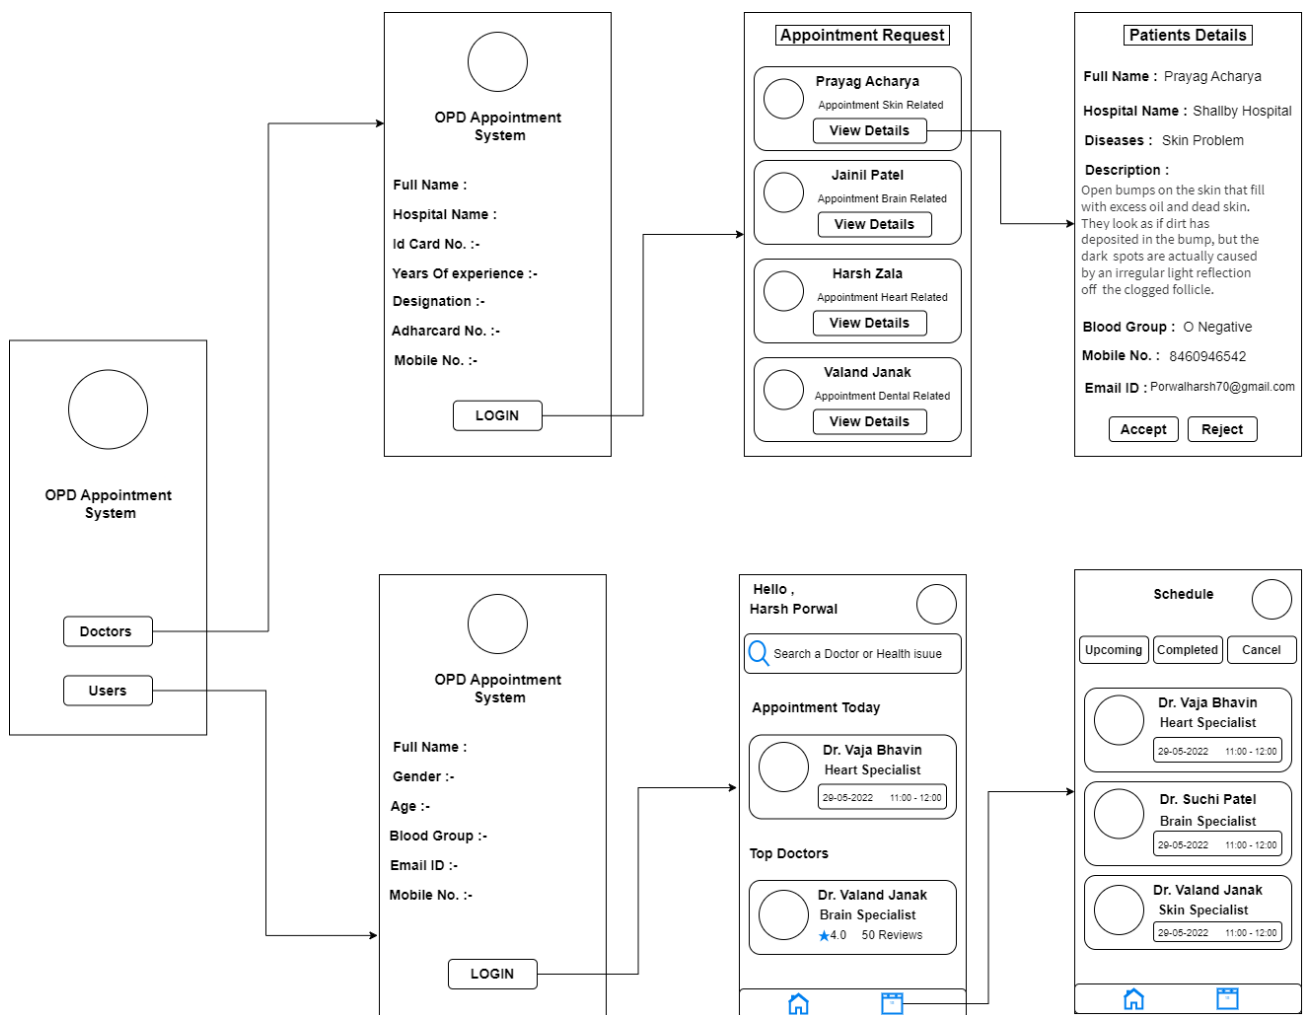 OPD Appointment
System
Doctors
Users
OPD Appointment
System
Full Name :
Hospital Name :
Id Card No. :-
Years Of experience :-
Designation :-
Adharcard No. :-
Mobile No. :-
LOGIN
Appointment Request
Prayag Acharya
Appointment Skin Related
View Details
Jainil Patel
Appointment Brain Related
View Details
Harsh Zala
Appointment Heart Related
View Details
Valand Janak
Appointment Dental Related
View Details
Patients Details
Full Name : Prayag Acharya
Hospital Name : Shallby Hospital
Diseases : Skin Problem
Description :
Open bumps on the skin that fill
with excess oil and dead skin.
They look as if dirt has
deposited in the bump, but the
dark spots are actually caused
by an irregular light reflection
off the clogged follicle.
Blood Group : O Negative
Mobile No. : 8460946542
Email ID : Porwalharsh70@gmail.com
Accept Reject
OPD Appointment
System
Full Name :
Gender :-
Age :-
Blood Group :-
Email ID :-
Mobile No. :-
LOGIN
Hello ,
Harsh Porwal
Search a Doctor or Health isuue
Appointment Today
Dr. Vaja Bhavin
Heart Specialist
29-05-2022 11:00 - 12:00
Top Doctors
Dr. Valand Janak
Brain Specialist
4.0 50 Reviews
Schedule
Upcoming Completed Cancel
Dr. Vaja Bhavin
Heart Specialist
29-05-2022 11:00 - 12:00
Dr. Suchi Patel
Brain Specialist
29-05-2022 11:00 - 12:00
Dr. Valand Janak
Skin Specialist
29-05-2022 11:00 - 12:00